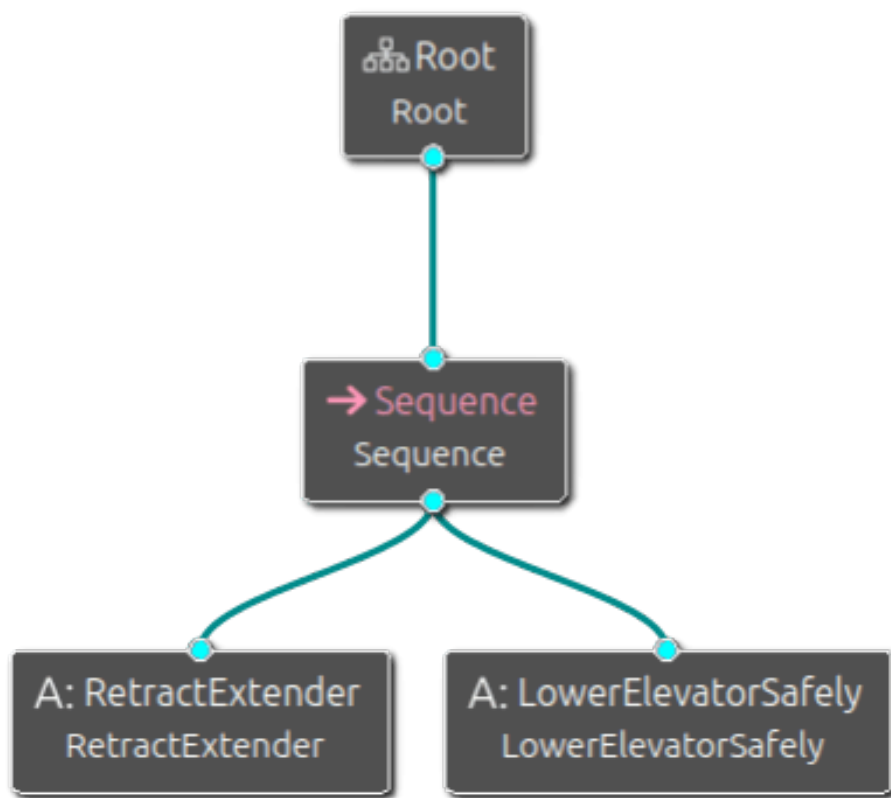 Root
Root
Sequence
Sequence
A: RetractExtender
RetractExtender
A: LowerElevatorSafely
LowerElevatorSafely